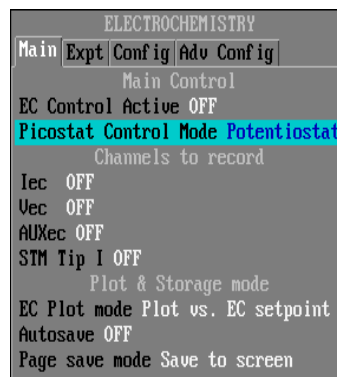 ELECTROCHEMISTRY
Main Expt Config Adv Config
Main Control
EC Control Active OFF
Picostat Control Mode Potentiostat
Channels to record
Iec OFF
Vec OFF
AUXec OFF
STM Tip I OFF
Plot & Storage mode
EC Plot mode Plot vs. EC setpoint
Autosave OFF
Page save mode Save to screen